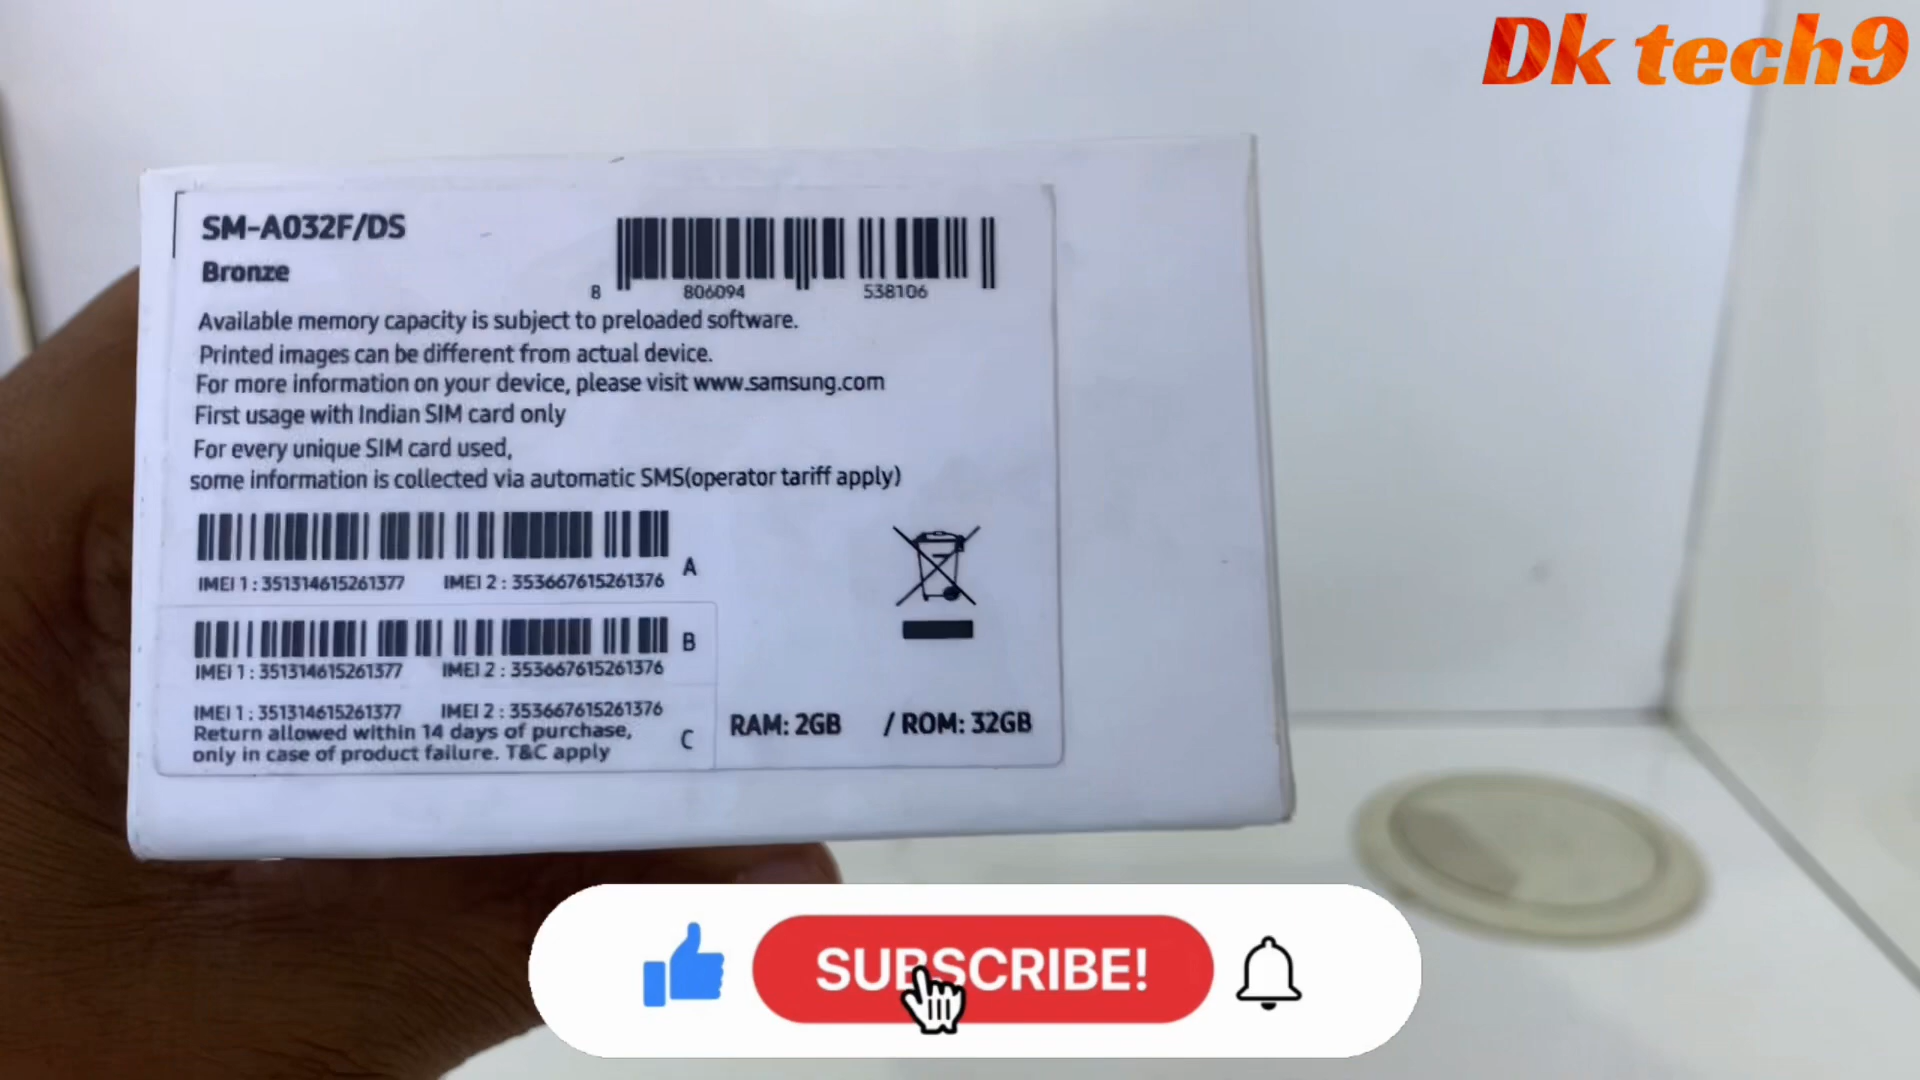 Dk tech9
SM-A032F/DS
Bronze
8 806094 538106
Available memory capacity is subject to preloaded software.
Printed images can be different from actual device.
For more information on your device, please visit www.samsung.com
First usage with Indian SIM card only
For every unique SIM card used,
some information is collected via automatic SMS(operator tariff apply)
IMEI 1 : 351314615261377 IMEI 2 : 353667615261376 A
IMEI 1 : 351314615261377 IMEI 2 : 353667615261376 B
IMEI 1 : 351314615261377 IMEI 2 : 353667615261376
Return allowed within 14 days of purchase,
only in case of product failure. T&C apply
C
RAM: 2GB / ROM: 32GB
SUBSCRIBE!